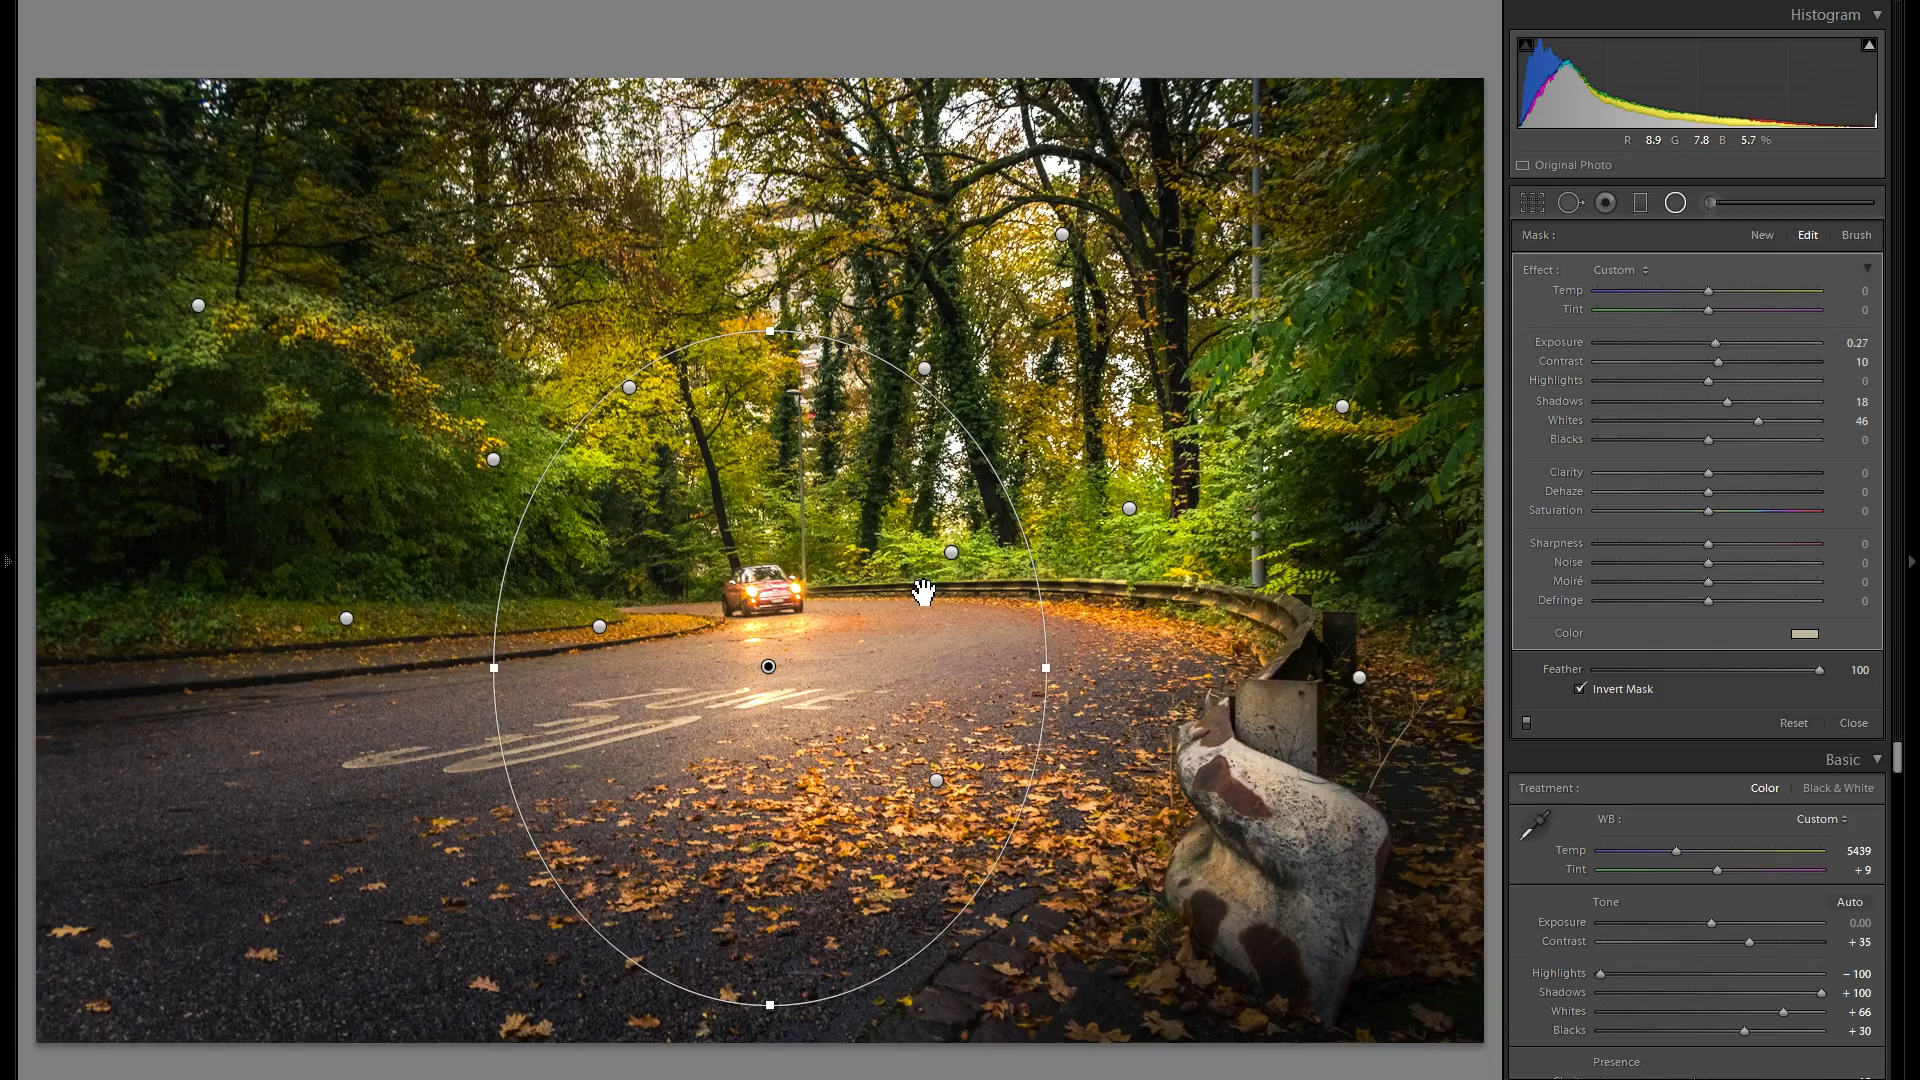 Histogram
R 8.9 G 7.8 B 5.7 %
Original Photo
Mask : New Edit Brush
Effect : Custom
Temp 0
Tint 0
Exposure 0.27
Contrast 10
Highlights 0
Shadows 18
Whites 46
Blacks 0
Clarity 0
Dehaze 0
Saturation 0
Sharpness 0
Noise 0
Moiré 0
Defringe 0
Color
Feather 100
Invert Mask
Reset Close
Basic
Treatment : Color Black & White
WB : Custom
Temp 5439
Tint + 9
Tone Auto
Exposure 0.00
Contrast + 35
Highlights − 100
Shadows + 100
Whites + 66
Blacks + 30
Presence